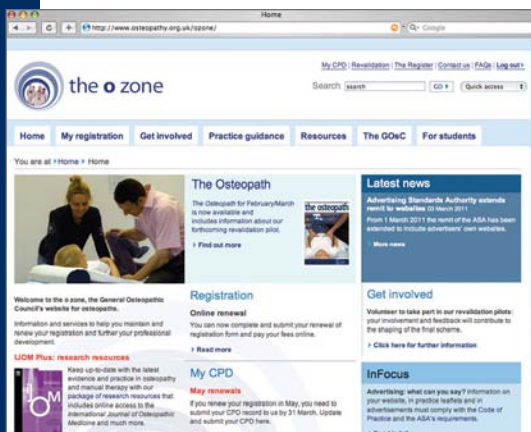 Home
http://www.osteopathy.org.uk/ozone/
Google
My CPD | Revalidation | The Register | Contact us | FAQs | Log out
the o zone
Search search GO Quick access
Home My registration Get involved Practice guidance Resources The GOsC For students
You are at Home Home
The Osteopath
The Osteopath for February/March
is now available and
includes information about our
forthcoming revalidation pilot.
Find out more
the osteopath
Latest news
Advertising Standards Authority extends
remit to websites 03 March 2011
From 1 March 2011 the remit of the ASA has been
extended to include advertisers' own websites.
More news
Welcome to the o zone, the General Osteopathic
Council's website for osteopaths.
Information and services to help you maintain and
renew your registration and further your professional
development.
IJOM Plus: research resources
Keep up-to-date with the latest
evidence and practice in osteopathy
and manual therapy with our
package of research resources that
includes online access to the
International Journal of Osteopathic
Medicine and much more.
Registration
Online renewal
You can now complete and submit your renewal of
registration form and pay your fees online.
Read more
My CPD
May renewals
If you renew your registration in May, you need to
submit your CPD record to us by 31 March. Update
and submit your CPD here.
Get involved
Volunteer to take part in our revalidation pilots:
your involvement and feedback will contribute to
the shaping of the final scheme.
Click here for further information
InFocus
Advertising: what can you say? Information on
your website, in practice leaflets and in
advertisements must comply with the Code of
Practice and the ASA's requirements.